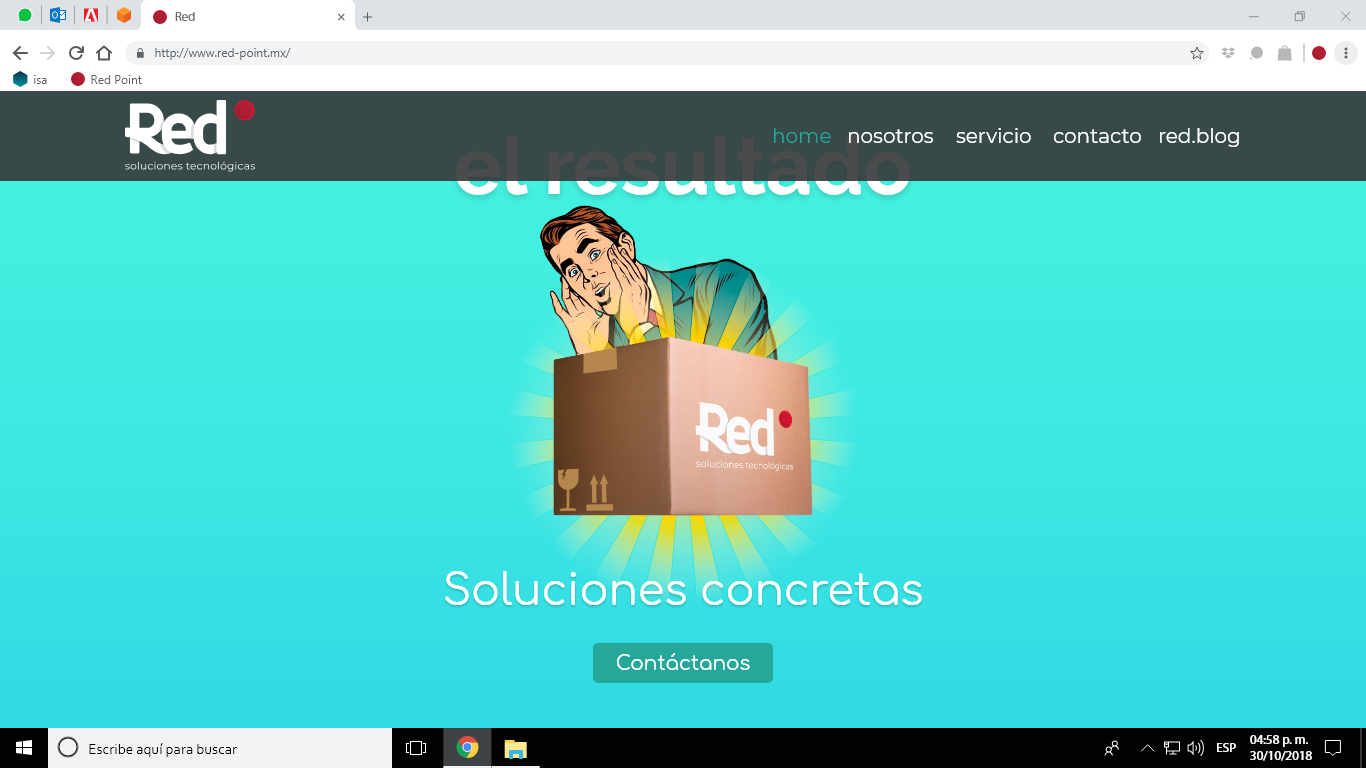 Red
http://www.red-point.mx/
isa
Red Point
Red
soluciones tecnológicas
home
nosotros
servicio
contacto
red.blog
el resultado
Red
soluciones tecnológicas
Soluciones concretas
Contáctanos
Escribe aquí para buscar
ESP
04:58 p. m.
30/10/2018